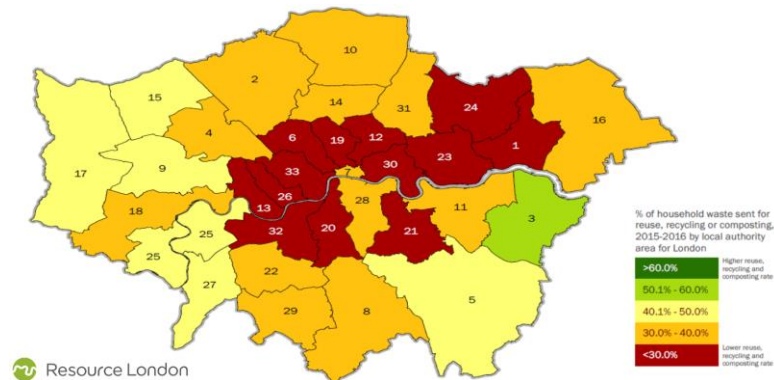 10
2
14
31
24
16
15
4
6
19
12
1
17
9
33
30
23
7
26
13
18
28
11
3
25
32
20
21
25
22
27
5
29
8
% of household waste sent for
reuse, recycling or composting,
2015-2016 by local authority
area for London
>60.0%
Higher reuse,
recycling and
composting rate
50.1% - 60.0%
40.1% - 50.0%
30.0% - 40.0%
<30.0%
Lower reuse,
recycling and
composting rate
Resource London